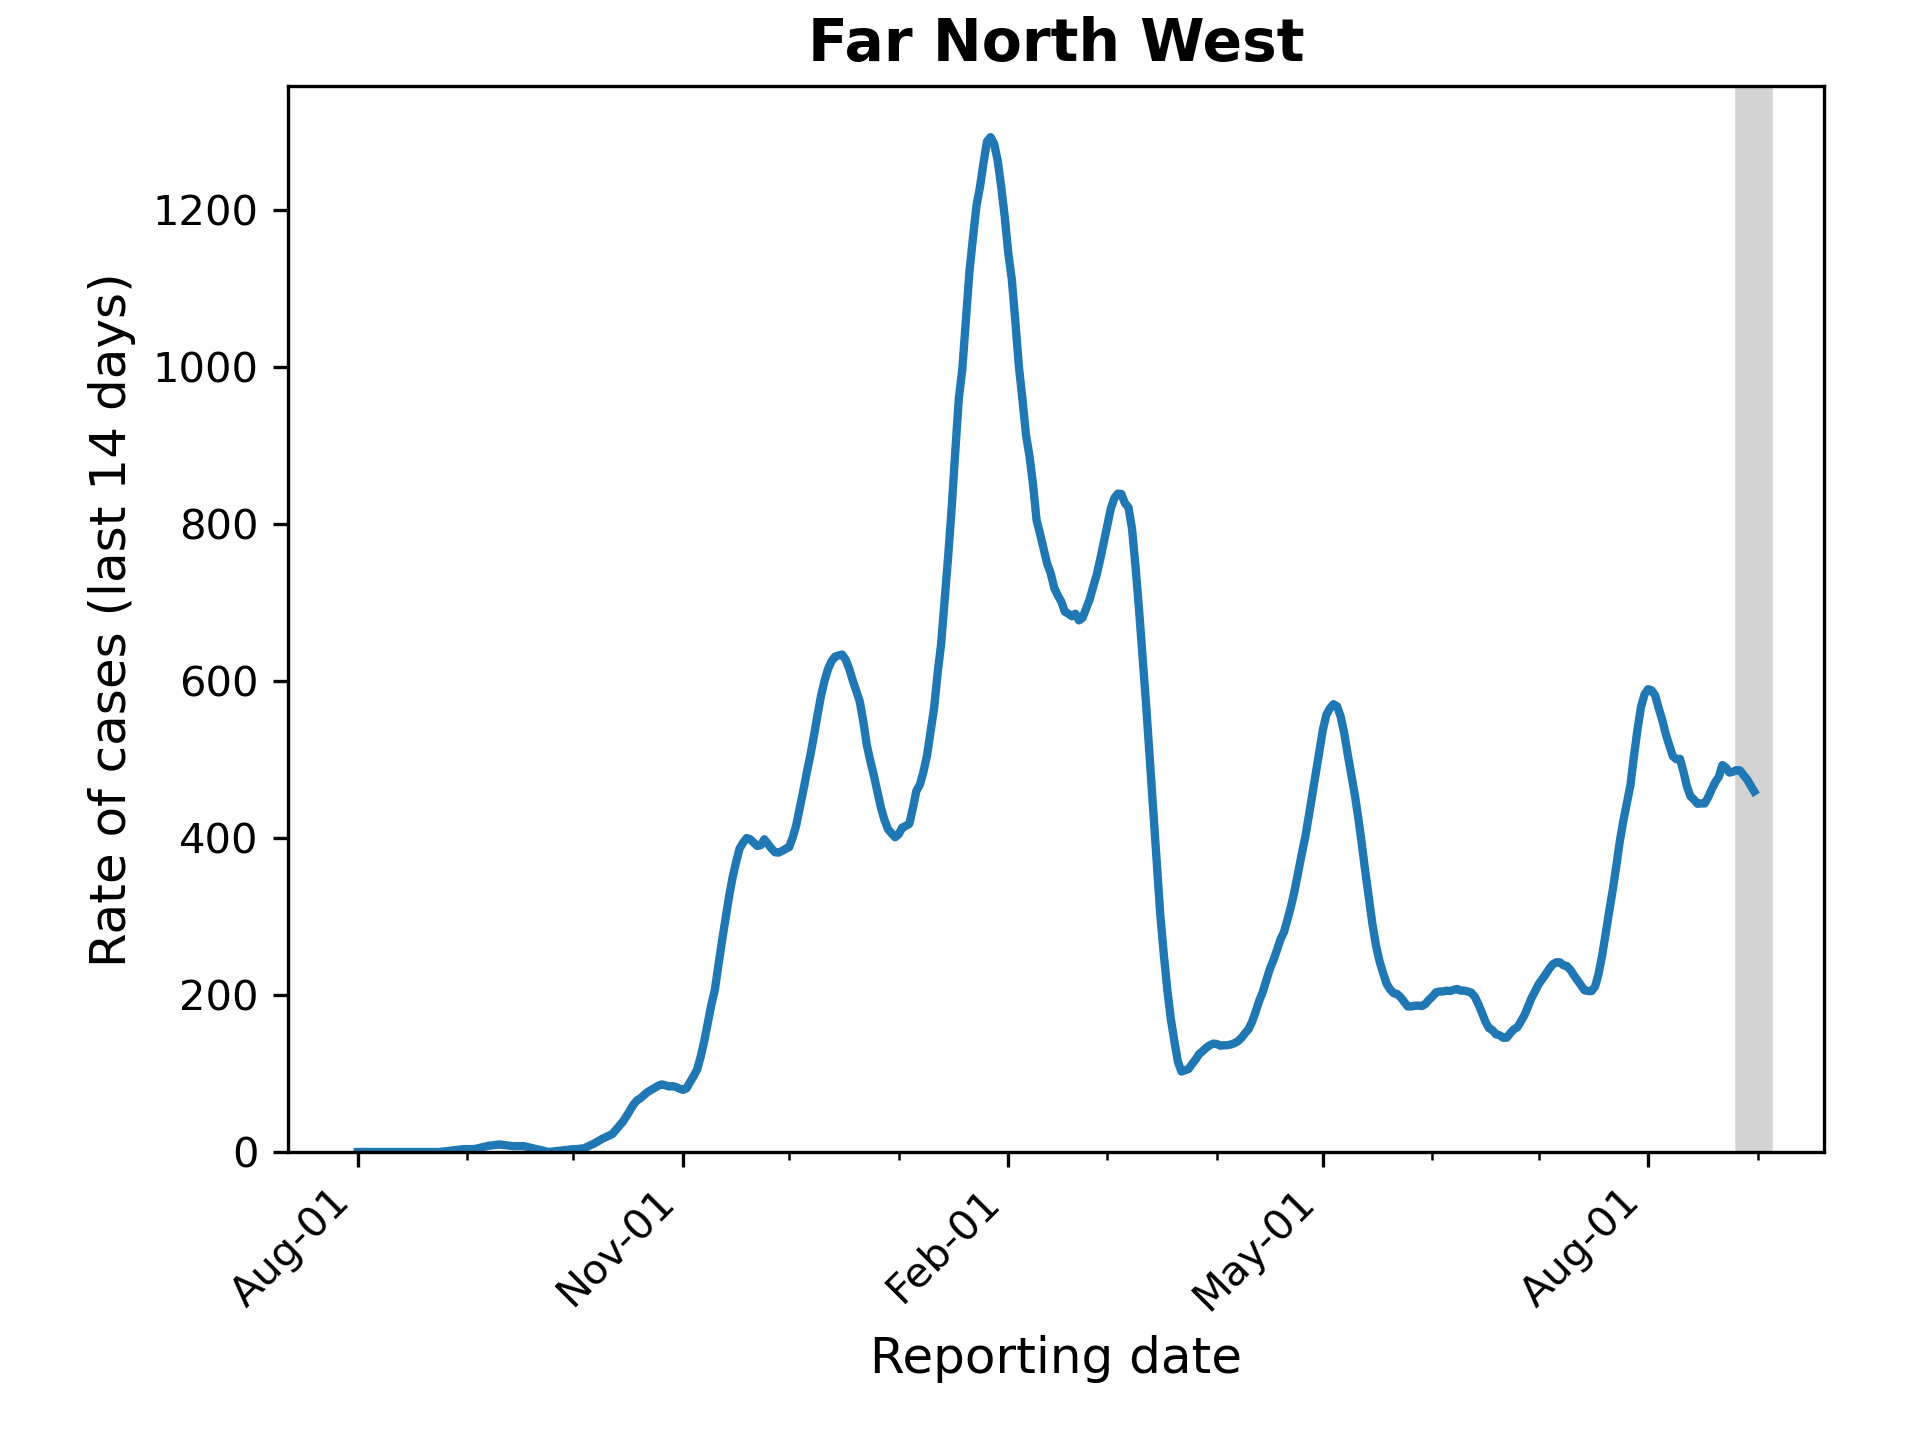 Far North West
Rate of cases (last 14 days)
1200
1000
800
600
400
200
0
Aug-01
Nov-01
Feb-01
May-01
Aug-01
Reporting date